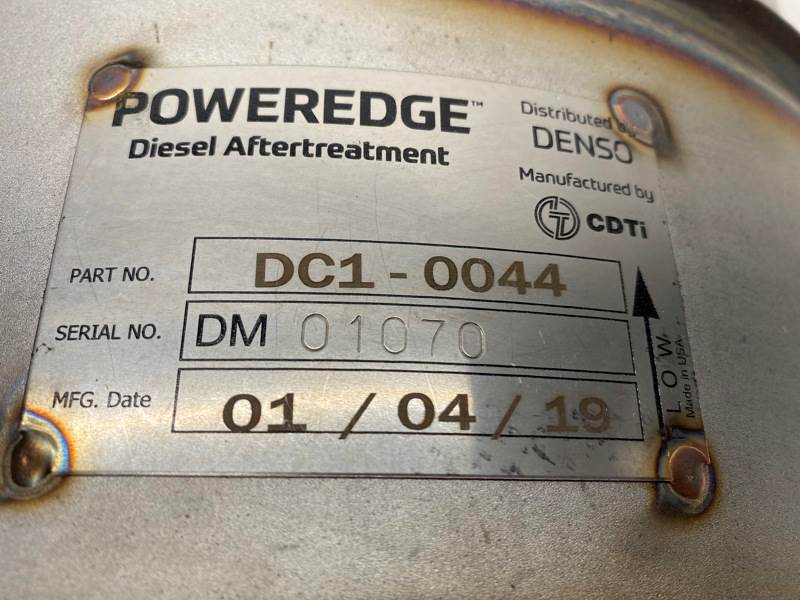 POWEREDGE™
Diesel Aftertreatment
Distributed by
DENSO
Manufactured by
CDTi
PART NO. DC1 - 0044
SERIAL NO. DM 01070
MFG. Date 01 / 04 / 19
LOW
Made in USA